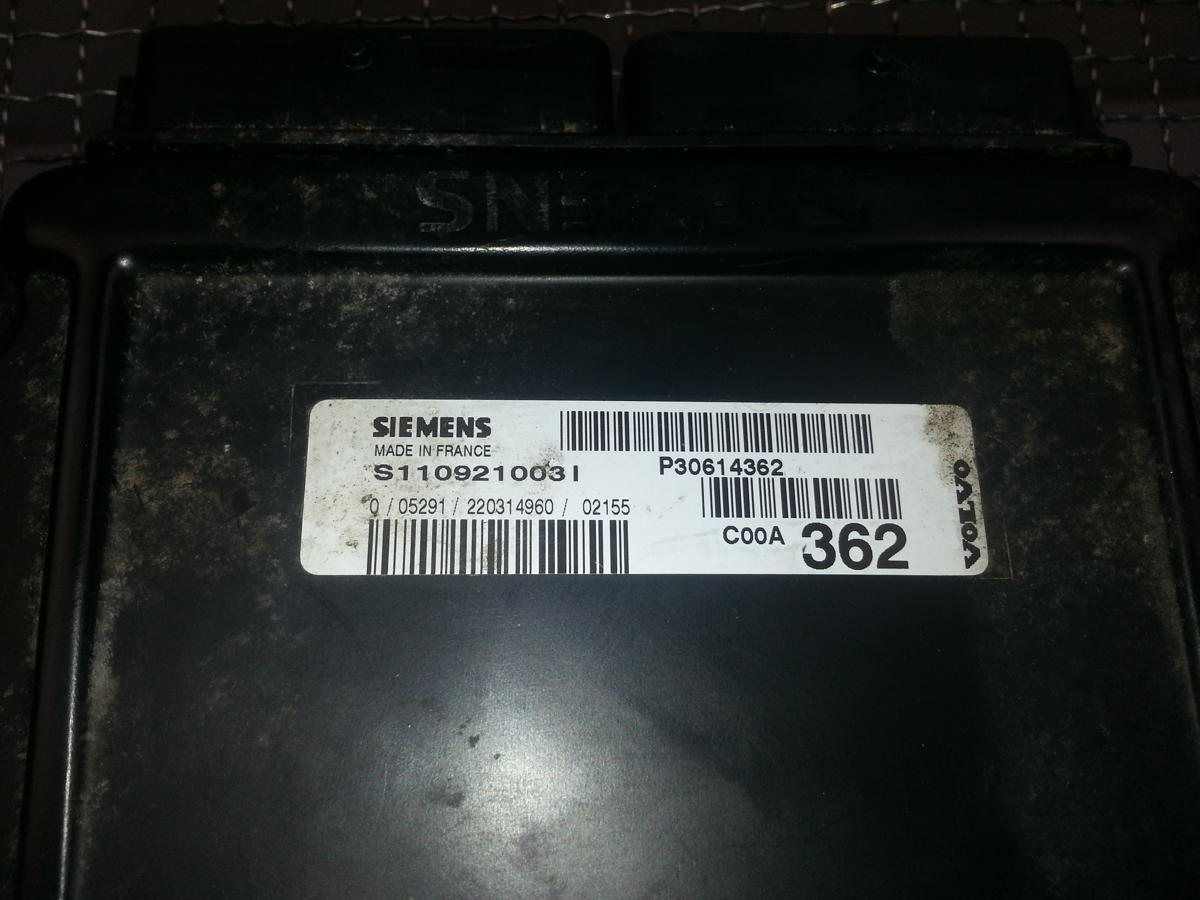 SIEMENS
MADE IN FRANCE
S110921003I
0 / 05291 / 220314960 / 02155
P30614362
C00A 362
VOLVO